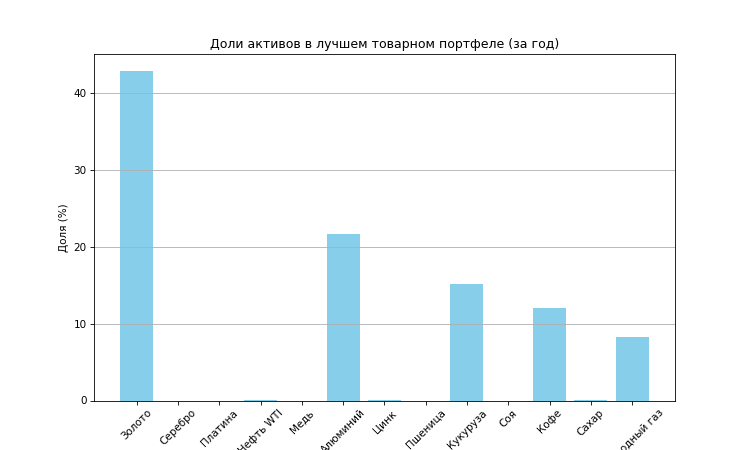 Доли активов в лучшем товарном портфеле (за год)
Доля (%)
40
30
20
10
0
Золото
Серебро
Платина
Нефть WTI
Медь
Алюминий
Цинк
Пшеница
Кукуруза
Соя
Кофе
Сахар
газ